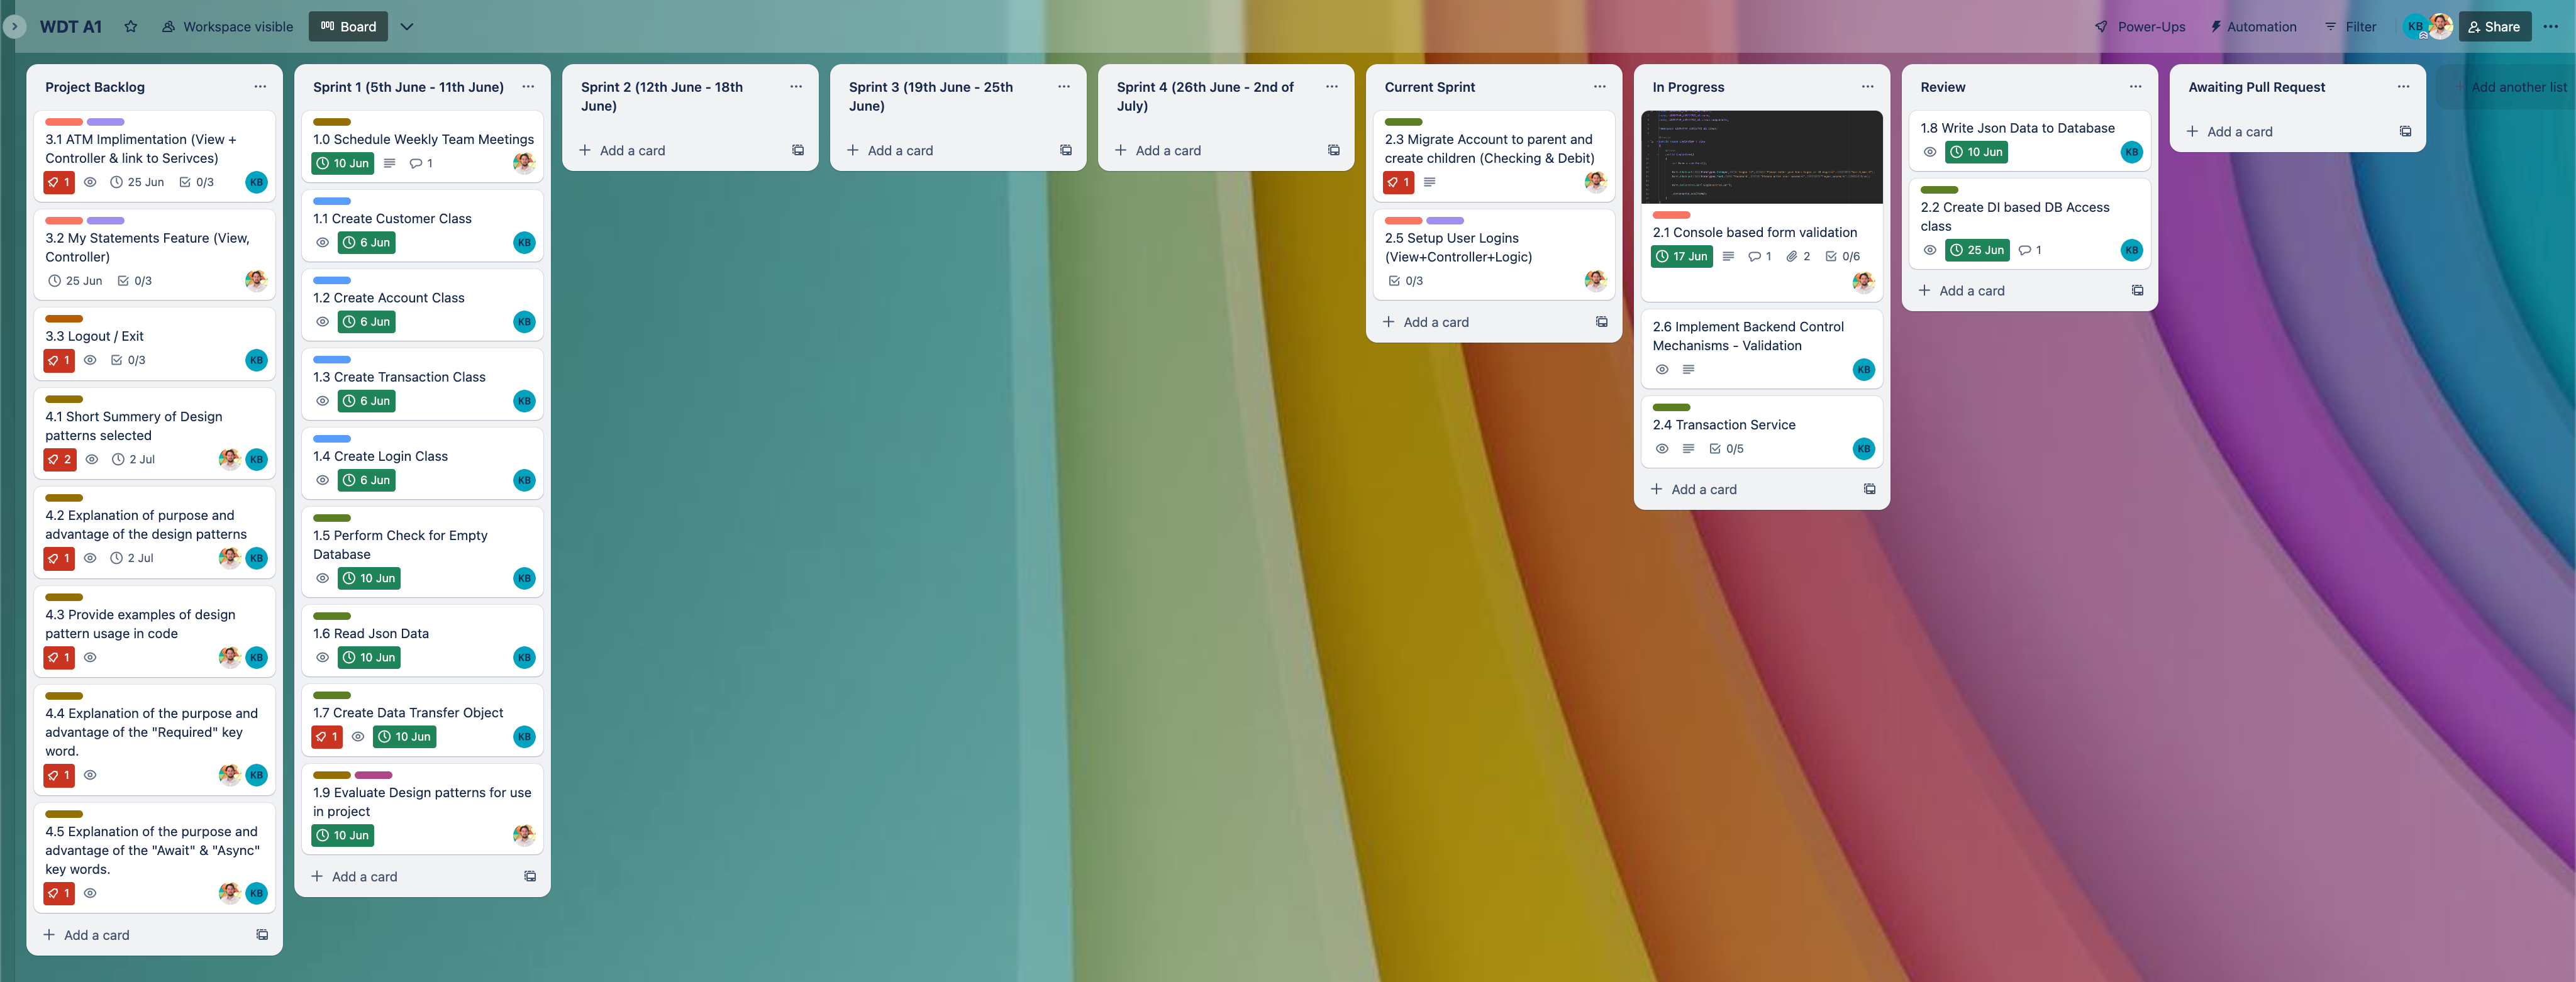 WDT A1
Workspace visible
Board
Power-Ups
Automation
Filter
KB
Share
Project Backlog
3.1 ATM Implimentation (View +
Controller & link to Serivces)
1
25 Jun
0/3
KB
3.2 My Statements Feature (View,
Controller)
25 Jun
0/3
3.3 Logout / Exit
1
0/3
KB
4.1 Short Summery of Design
patterns selected
2
2 Jul
KB
4.2 Explanation of purpose and
advantage of the design patterns
1
2 Jul
KB
4.3 Provide examples of design
pattern usage in code
1
KB
4.4 Explanation of the purpose and
advantage of the "Required" key
word.
1
KB
4.5 Explanation of the purpose and
advantage of the "Await" & "Async"
key words.
1
KB
Add a card
Sprint 1 (5th June - 11th June)
1.0 Schedule Weekly Team Meetings
10 Jun
1
1.1 Create Customer Class
6 Jun
KB
1.2 Create Account Class
6 Jun
KB
1.3 Create Transaction Class
6 Jun
KB
1.4 Create Login Class
6 Jun
KB
1.5 Perform Check for Empty
Database
10 Jun
KB
1.6 Read Json Data
10 Jun
KB
1.7 Create Data Transfer Object
1
10 Jun
KB
1.9 Evaluate Design patterns for use
in project
10 Jun
Add a card
Sprint 2 (12th June - 18th
June)
Add a card
Sprint 3 (19th June - 25th
June)
Add a card
Sprint 4 (26th June - 2nd of
July)
Add a card
Current Sprint
2.3 Migrate Account to parent and
create children (Checking & Debit)
1
2.5 Setup User Logins
(View+Controller+Logic)
0/3
Add a card
In Progress
2.1 Console based form validation
17 Jun
1
2
0/6
2.6 Implement Backend Control
Mechanisms - Validation
KB
2.4 Transaction Service
0/5
KB
Add a card
Review
1.8 Write Json Data to Database
10 Jun
KB
2.2 Create DI based DB Access
class
25 Jun
1
KB
Add a card
Awaiting Pull Request
Add a card
Add another list